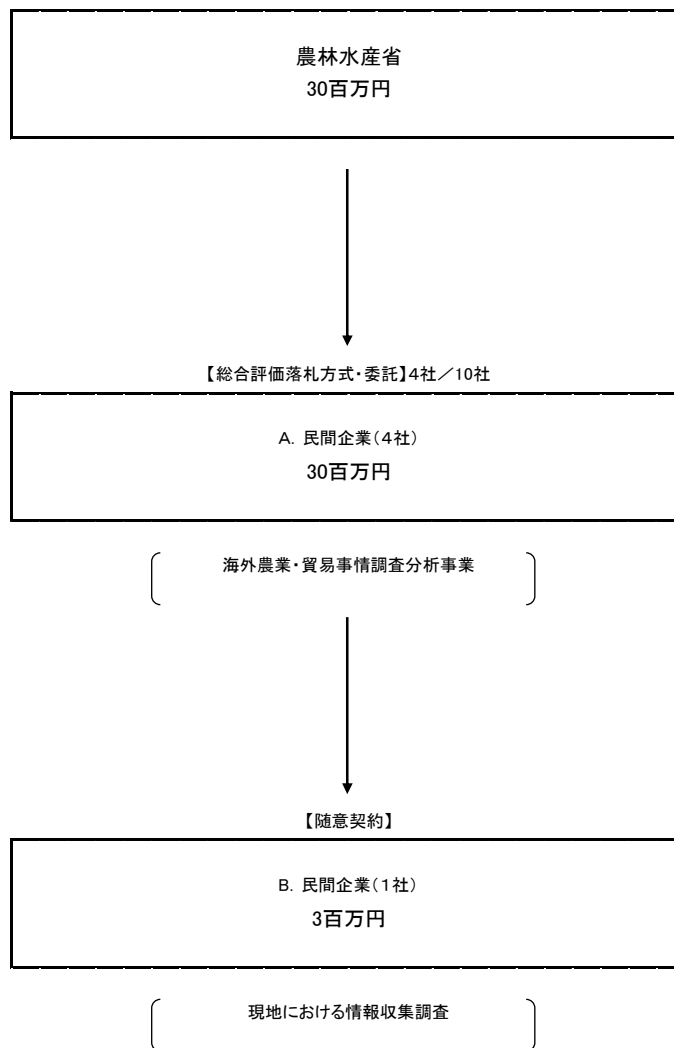 農林水産省
30百万円
【総合評価落札方式・委託】4社／10社
A. 民間企業(4社)
30百万円
海外農業・貿易事情調査分析事業
【随意契約】
B. 民間企業(1社)
3百万円
現地における情報収集調査